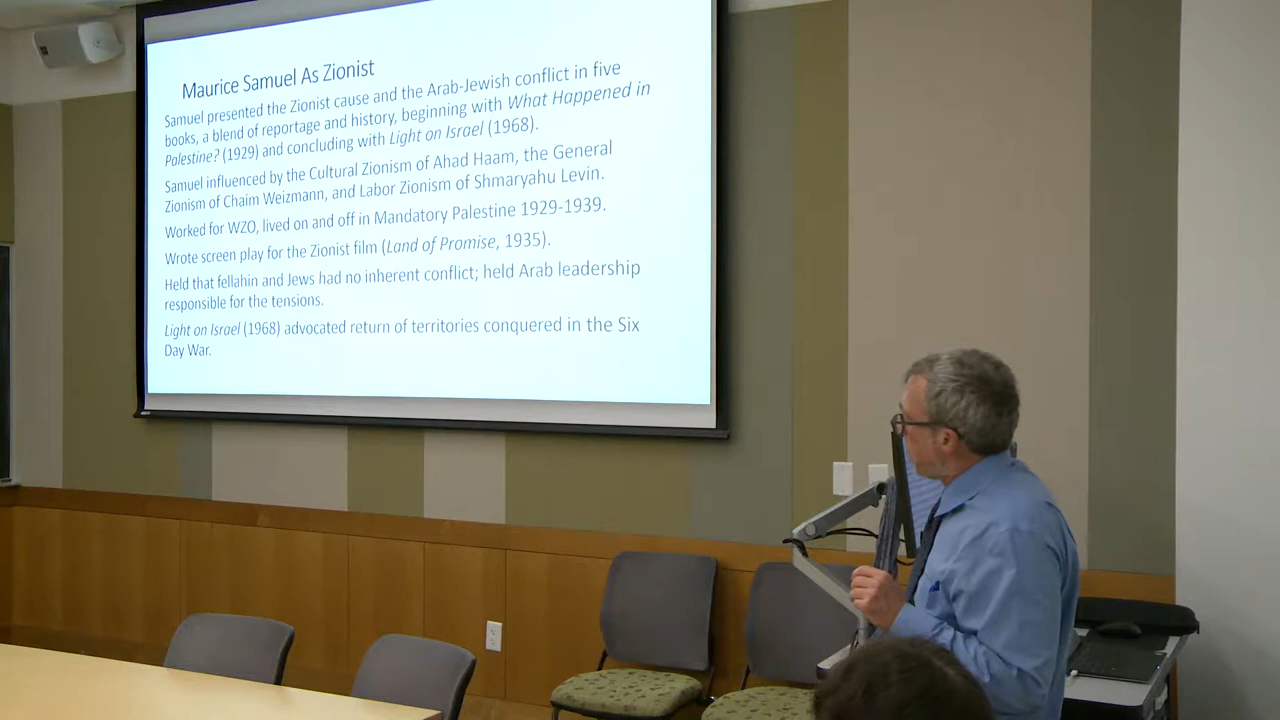 Maurice Samuel As Zionist
Samuel presented the Zionist cause and the Arab-Jewish conflict in five
books, a blend of reportage and history, beginning with What Happened in
Palestine? (1929) and concluding with Light on Israel (1968).
Samuel influenced by the Cultural Zionism of Ahad Haam, the General
Zionism of Chaim Weizmann, and Labor Zionism of Shmaryahu Levin.
Worked for WZO, lived on and off in Mandatory Palestine 1929-1939.
Wrote screen play for the Zionist film (Land of Promise, 1935).
Held that fellahin and Jews had no inherent conflict; held Arab leadership
responsible for the tensions.
Light on Israel (1968) advocated return of territories conquered in the Six
Day War.